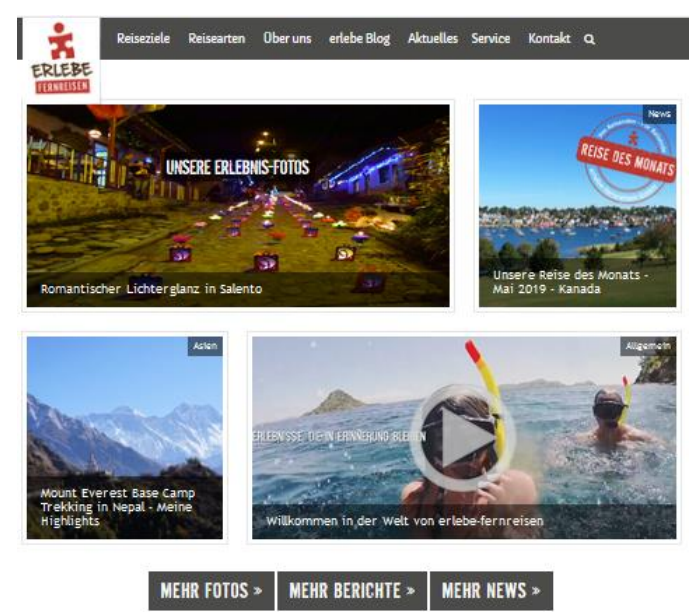 ERLEBE
FERNREISEN
Reiseziele Reisearten Über uns erlebe Blog Aktuelles Service Kontakt
UNSERE ERLEBNIS-FOTOS
Romantischer Lichterglanz in Salento
News
REISE DES MONATS
Unsere Reise des Monats -
Mai 2019 - Kanada
Asien
Mount Everest Base Camp
Trekking in Nepal - Meine
Highlights
Allgemein
ERLEBNISSE, DIE IN ERINNERUNG BLEIBEN
Willkommen in der Welt von erlebe-fernreisen
MEHR FOTOS » MEHR BERICHTE » MEHR NEWS »